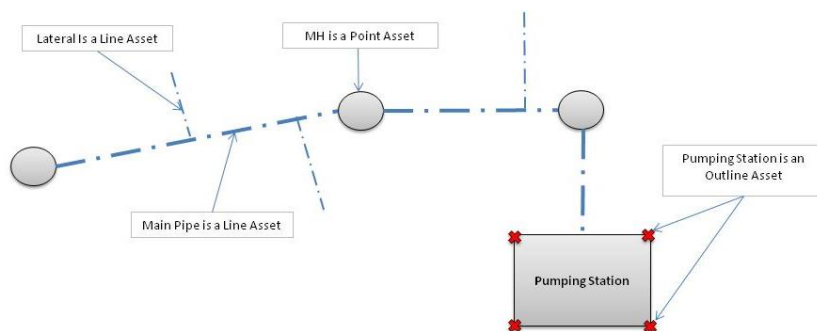 Lateral Is a Line Asset
MH is a Point Asset
Main Pipe is a Line Asset
Pumping Station is an
Outline Asset
Pumping Station